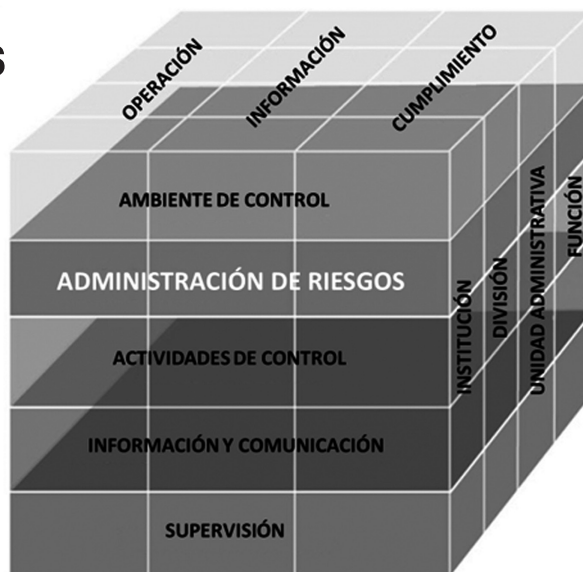 S
OPERACIÓN
INFORMACIÓN
CUMPLIMIENTO
AMBIENTE DE CONTROL
ADMINISTRACIÓN DE RIESGOS
ACTIVIDADES DE CONTROL
INFORMACIÓN Y COMUNICACIÓN
SUPERVISIÓN
INSTITUCIÓN
DIVISIÓN
UNIDAD ADMINISTRATIVA
FUNCIÓN